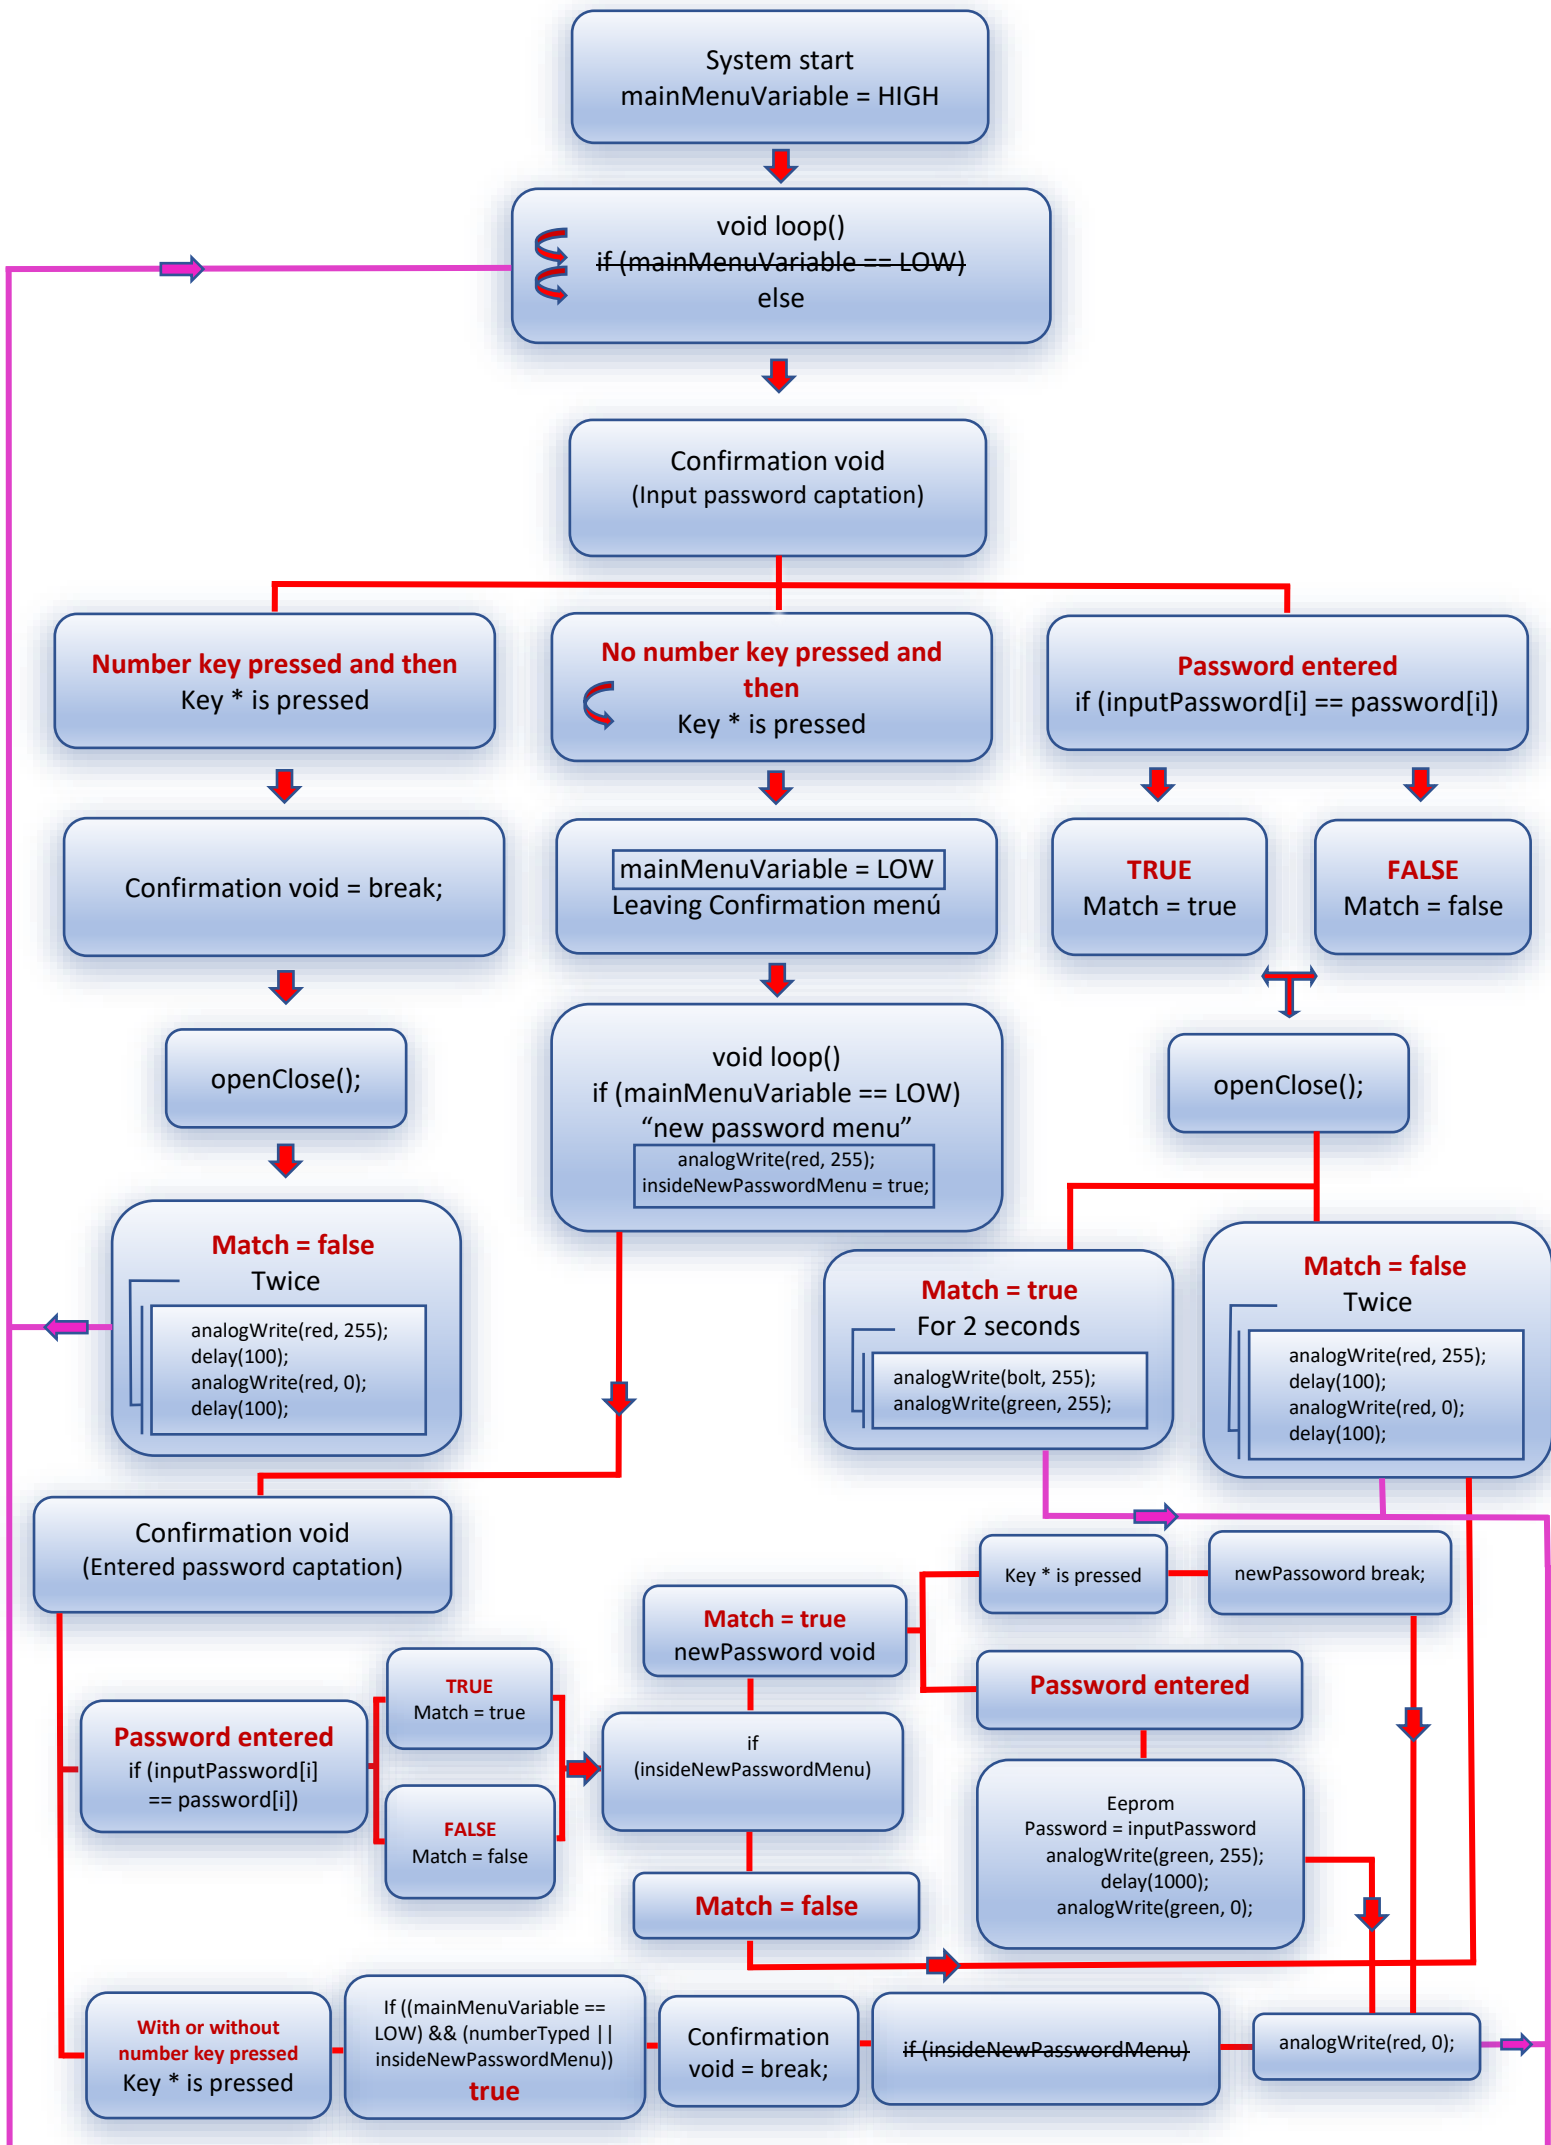 System start
mainMenuVariable = HIGH
void loop()
if (mainMenuVariable == LOW)
else
Confirmation void
(Input password captation)
Number key pressed and then
Key * is pressed
No number key pressed and
then
Key * is pressed
Password entered
if (inputPassword[i] == password[i])
Confirmation void = break;
mainMenuVariable = LOW
Leaving Confirmation menú
TRUE
Match = true
FALSE
Match = false
openClose();
void loop()
if (mainMenuVariable == LOW)
“new password menu”
analogWrite(red, 255);
insideNewPasswordMenu = true;
openClose();
Match = false
Twice
analogWrite(red, 255);
delay(100);
analogWrite(red, 0);
delay(100);
Match = true
For 2 seconds
analogWrite(bolt, 255);
analogWrite(green, 255);
Match = false
Twice
analogWrite(red, 255);
delay(100);
analogWrite(red, 0);
delay(100);
Confirmation void
(Entered password captation)
Key * is pressed
newPassoword break;
Match = true
newPassword void
Password entered
Password entered
if (inputPassword[i]
== password[i])
TRUE
Match = true
FALSE
Match = false
if
(insideNewPasswordMenu)
Eeprom
Password = inputPassword
analogWrite(green, 255);
delay(1000);
analogWrite(green, 0);
Match = false
With or without
number key pressed
Key * is pressed
If ((mainMenuVariable ==
LOW) && (numberTyped ||
insideNewPasswordMenu))
true
Confirmation
void = break;
if (insideNewPasswordMenu)
analogWrite(red, 0);